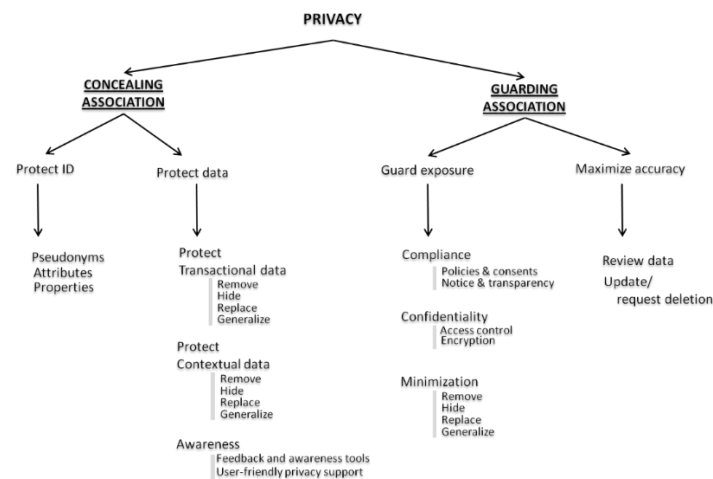 PRIVACY
CONCEALING
ASSOCIATION
GUARDING
ASSOCIATION
Protect ID
Protect data
Guard exposure
Maximize accuracy
Pseudonyms
Attributes
Properties
Protect
Transactional data
Remove
Hide
Replace
Generalize
Protect
Contextual data
Remove
Hide
Replace
Generalize
Awareness
Feedback and awareness tools
User-friendly privacy support
Compliance
Policies & consents
Notice & transparency
Confidentiality
Access control
Encryption
Minimization
Remove
Hide
Replace
Generalize
Review data
Update/
request deletion